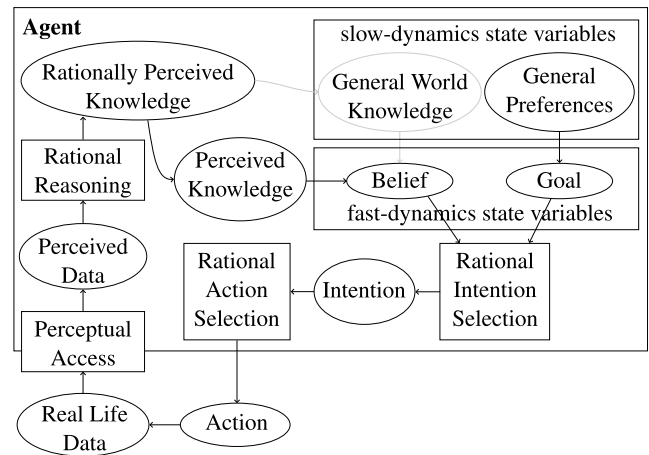 Agent
slow-dynamics state variables
Rationally Perceived
Knowledge
General World
Knowledge
General
Preferences
Rational
Reasoning
Perceived
Knowledge
Belief
Goal
fast-dynamics state variables
Perceived
Data
Rational
Action
Selection
Intention
Rational
Intention
Selection
Perceptual
Access
Real Life
Data
Action